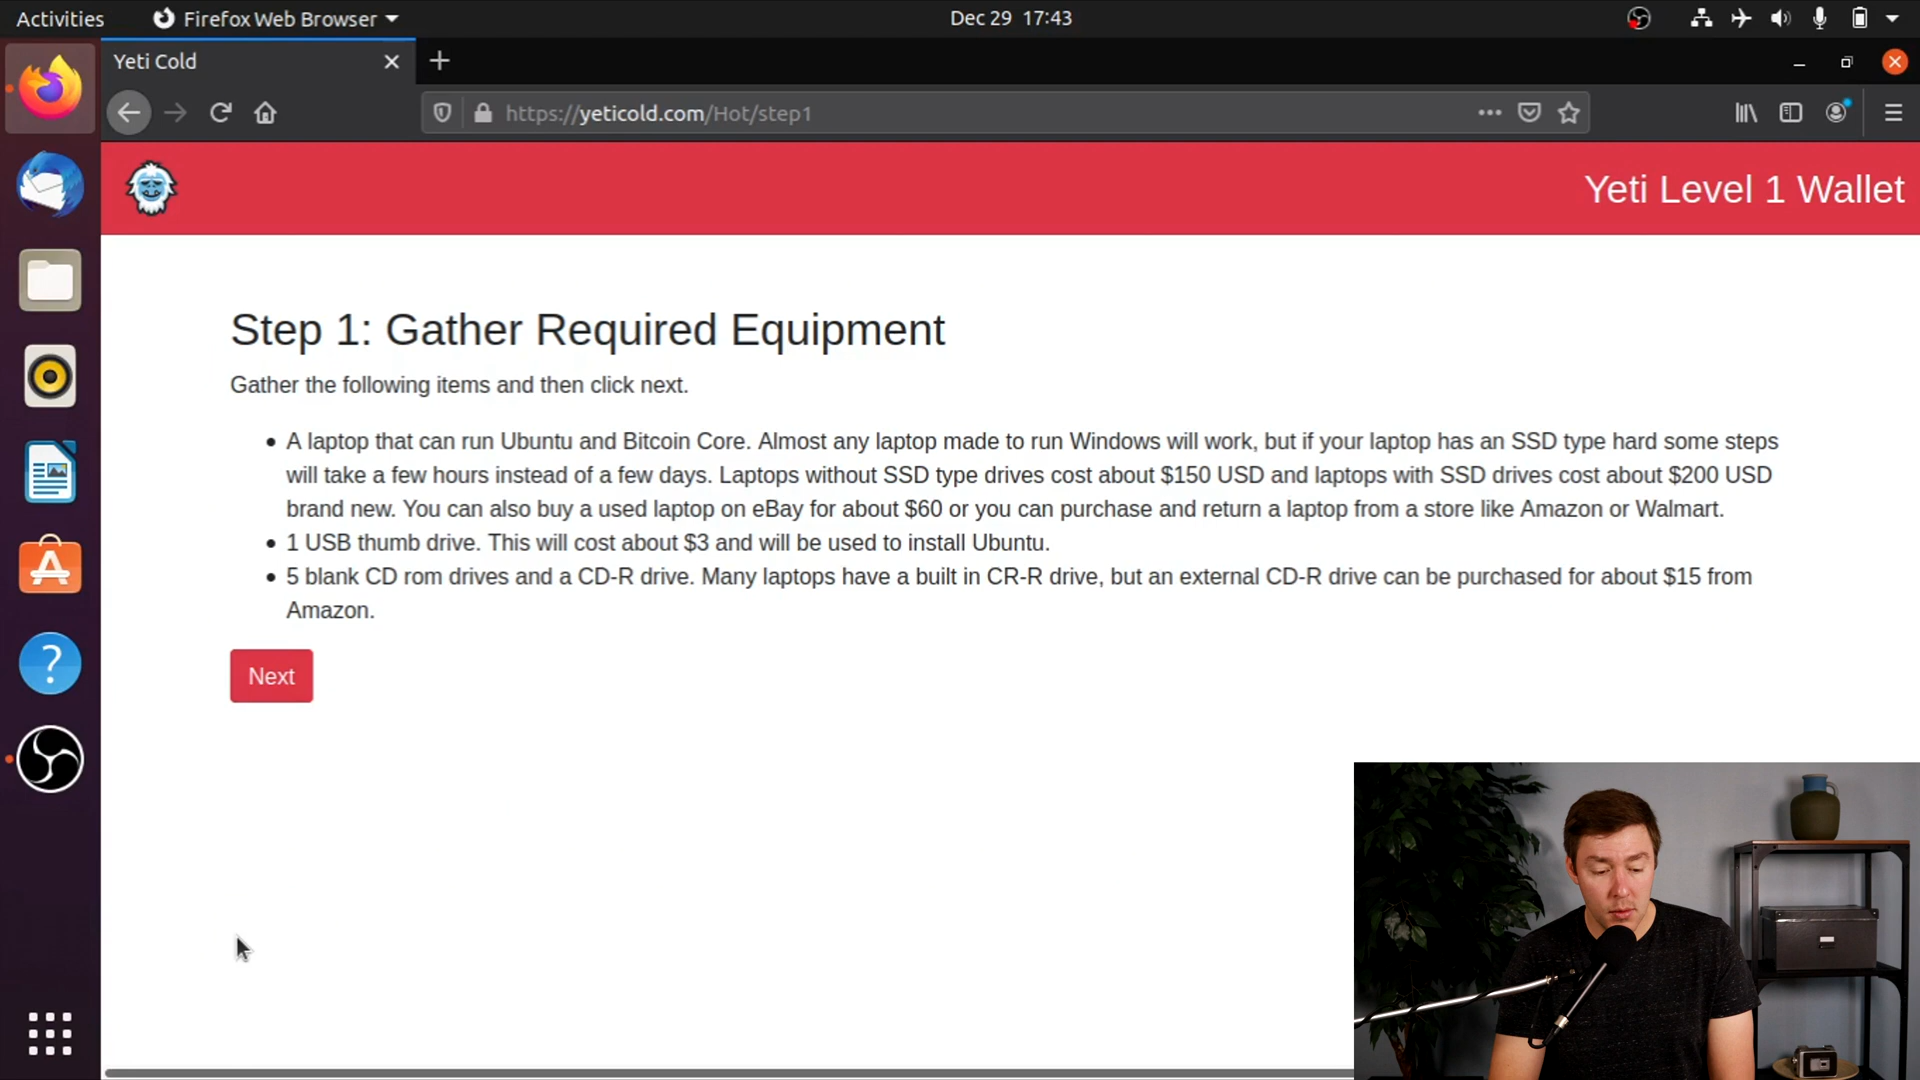 Activities
Firefox Web Browser
Dec 29 17:43
Yeti Cold
https://yeticold.com/Hot/step1
Yeti Level 1 Wallet
Step 1: Gather Required Equipment
Gather the following items and then click next.
A laptop that can run Ubuntu and Bitcoin Core. Almost any laptop made to run Windows will work, but if your laptop has an SSD type hard some steps
will take a few hours instead of a few days. Laptops without SSD type drives cost about $150 USD and laptops with SSD drives cost about $200 USD
brand new. You can also buy a used laptop on eBay for about $60 or you can purchase and return a laptop from a store like Amazon or Walmart.
1 USB thumb drive. This will cost about $3 and will be used to install Ubuntu.
5 blank CD rom drives and a CD-R drive. Many laptops have a built in CR-R drive, but an external CD-R drive can be purchased for about $15 from
Amazon.
Next